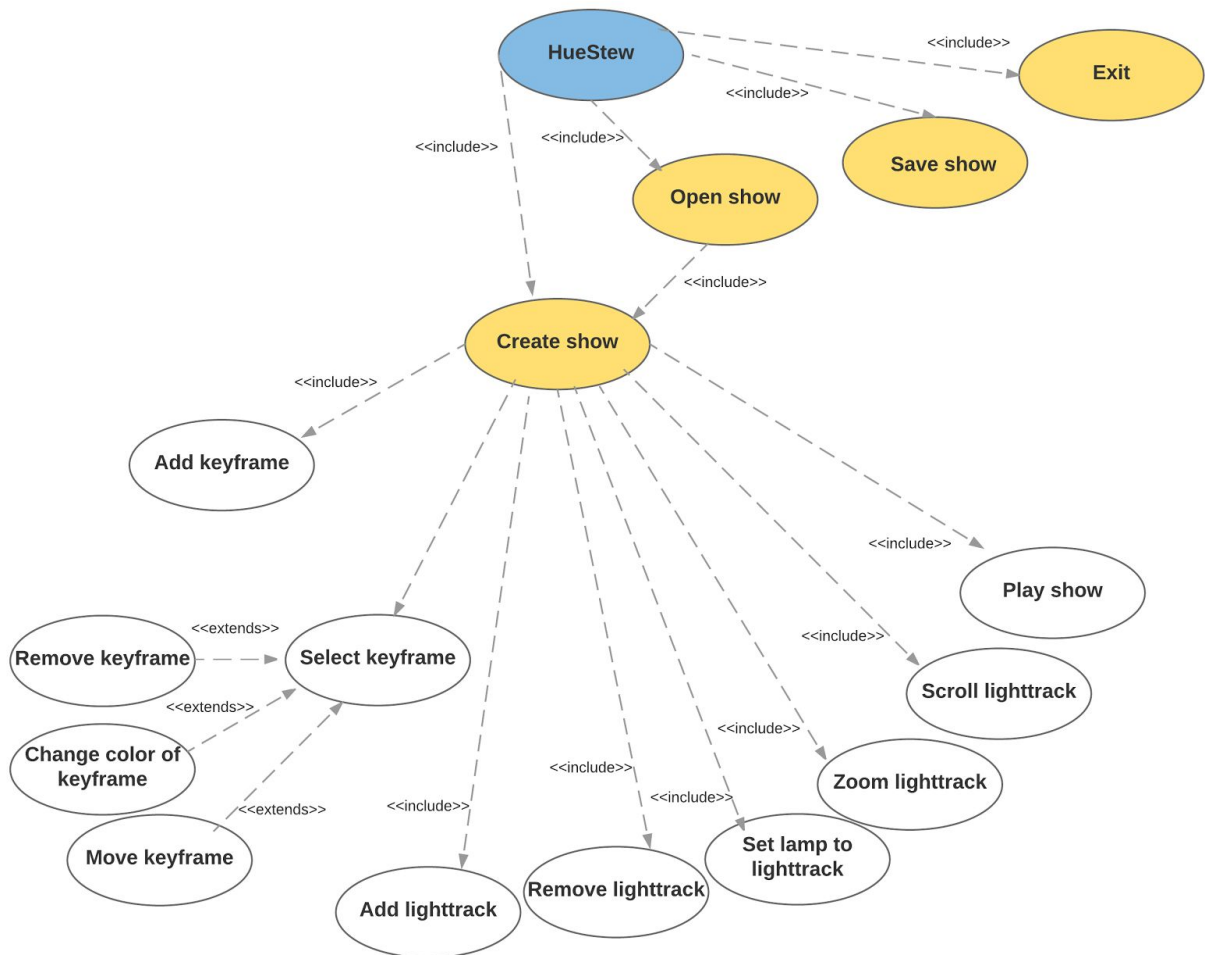 HueStew
<<include>>
Exit
<<include>>
Save show
<<include>>
<<include>>
Open show
<<include>>
Create show
<<include>>
Add keyframe
<<include>>
Play show
<<include>>
Scroll lighttrack
<<extends>>
Remove keyframe
Select keyframe
<<extends>>
Change color of
keyframe
<<extends>>
Move keyframe
<<include>>
Zoom lighttrack
<<include>>
<<include>>
<<include>>
Set lamp to
lighttrack
Remove lighttrack
Add lighttrack